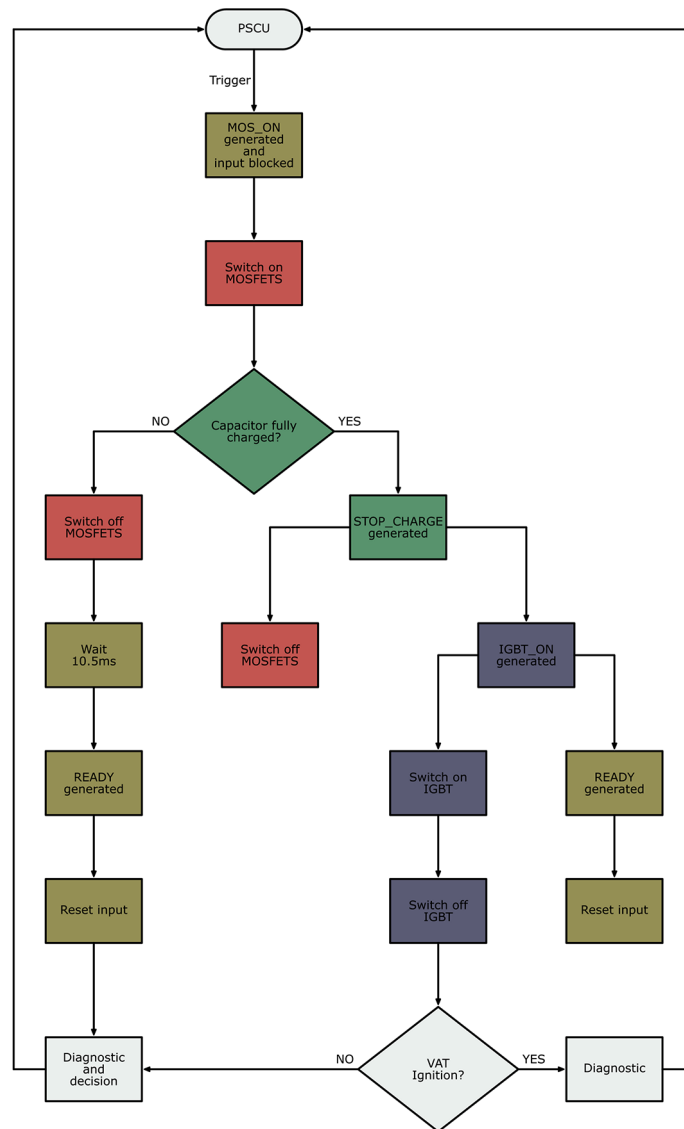 PSCU
Trigger
MOS_ON
generated
and
input blocked
Switch on
MOSFETS
NO
YES
Capacitor fully
charged?
Switch off
MOSFETS
STOP_CHARGE
generated
Wait
10.5ms
Switch off
MOSFETS
IGBT_ON
generated
READY
generated
Switch on
IGBT
READY
generated
Reset input
Switch off
IGBT
Reset input
Diagnostic
and
decision
NO
VAT
Ignition?
YES
Diagnostic